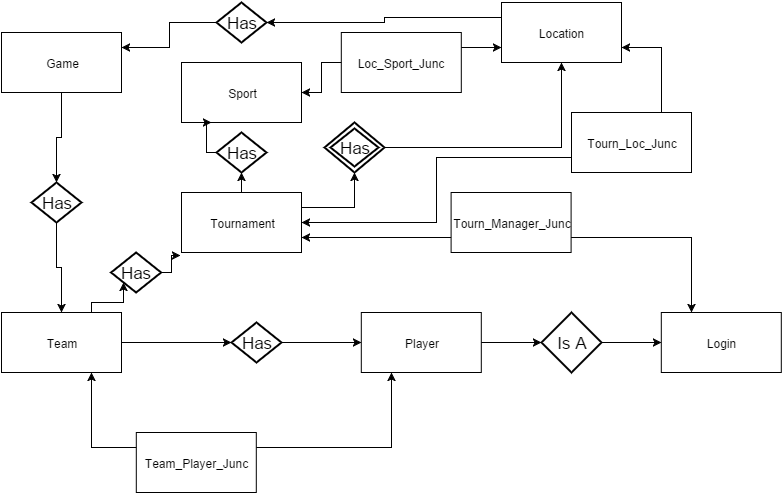 Has
Location
Game
Loc_Sport_Junc
Sport
Tourn_Loc_Junc
Has
Has
Has
Tournament
Tourn_Manager_Junc
Has
Team
Has
Player
Is A
Login
Team_Player_Junc